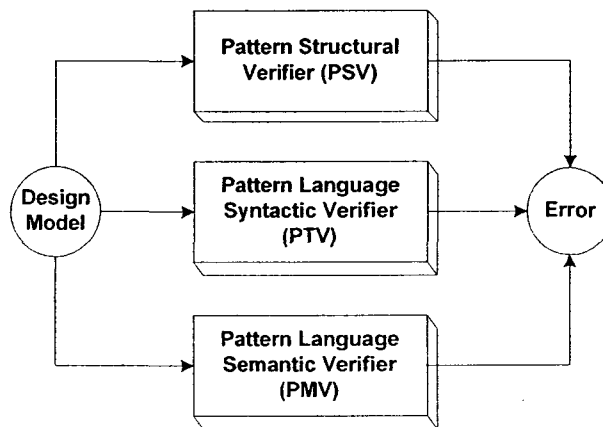 Pattern Structural
Verifier (PSV)
Design
Model
Pattern Language
Syntactic Verifier
(PTV)
Error
Pattern Language
Semantic Verifier
(PMV)